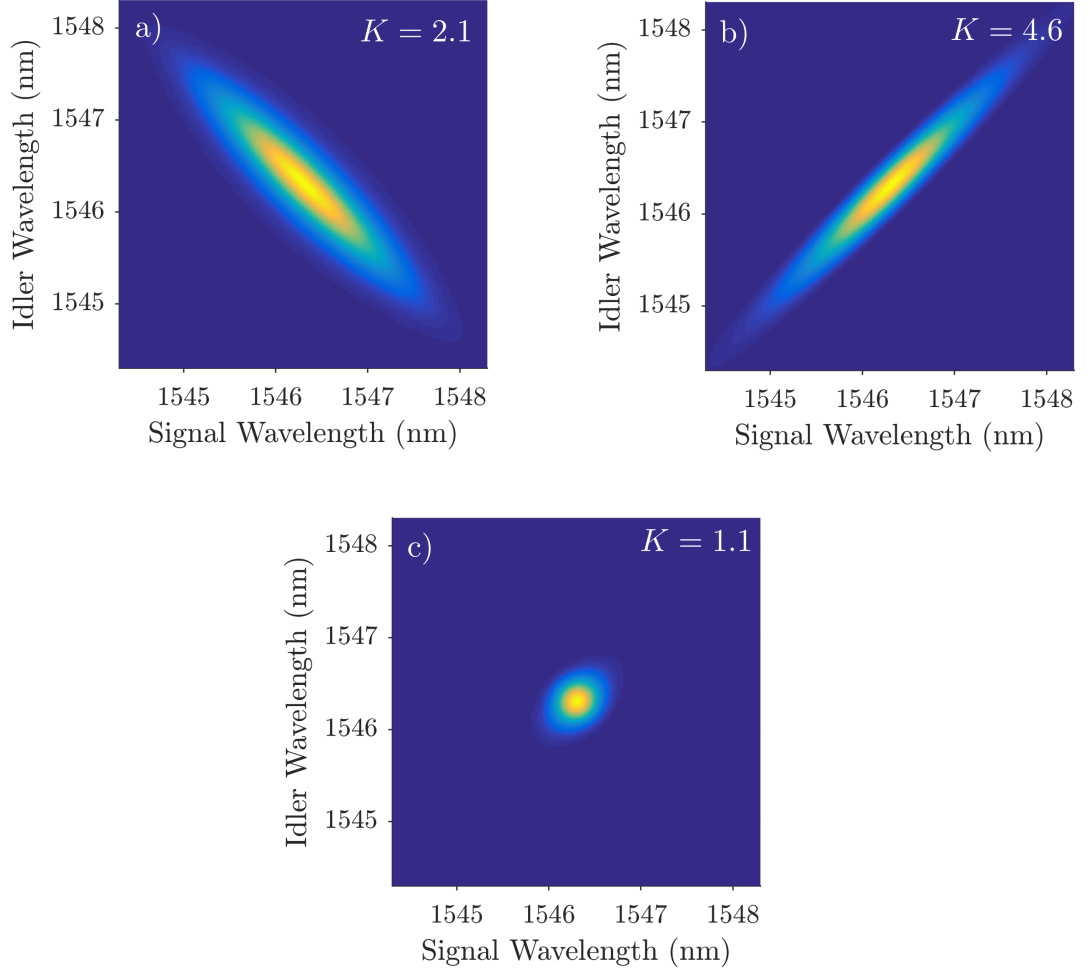 a)
K = 2.1
1548
1547
1546
1545
Idler Wavelength (nm)
1545 1546 1547 1548
Signal Wavelength (nm)
b)
K = 4.6
1548
1547
1546
1545
Idler Wavelength (nm)
1545 1546 1547 1548
Signal Wavelength (nm)
c)
K = 1.1
1548
1547
1546
1545
Idler Wavelength (nm)
1545 1546 1547 1548
Signal Wavelength (nm)